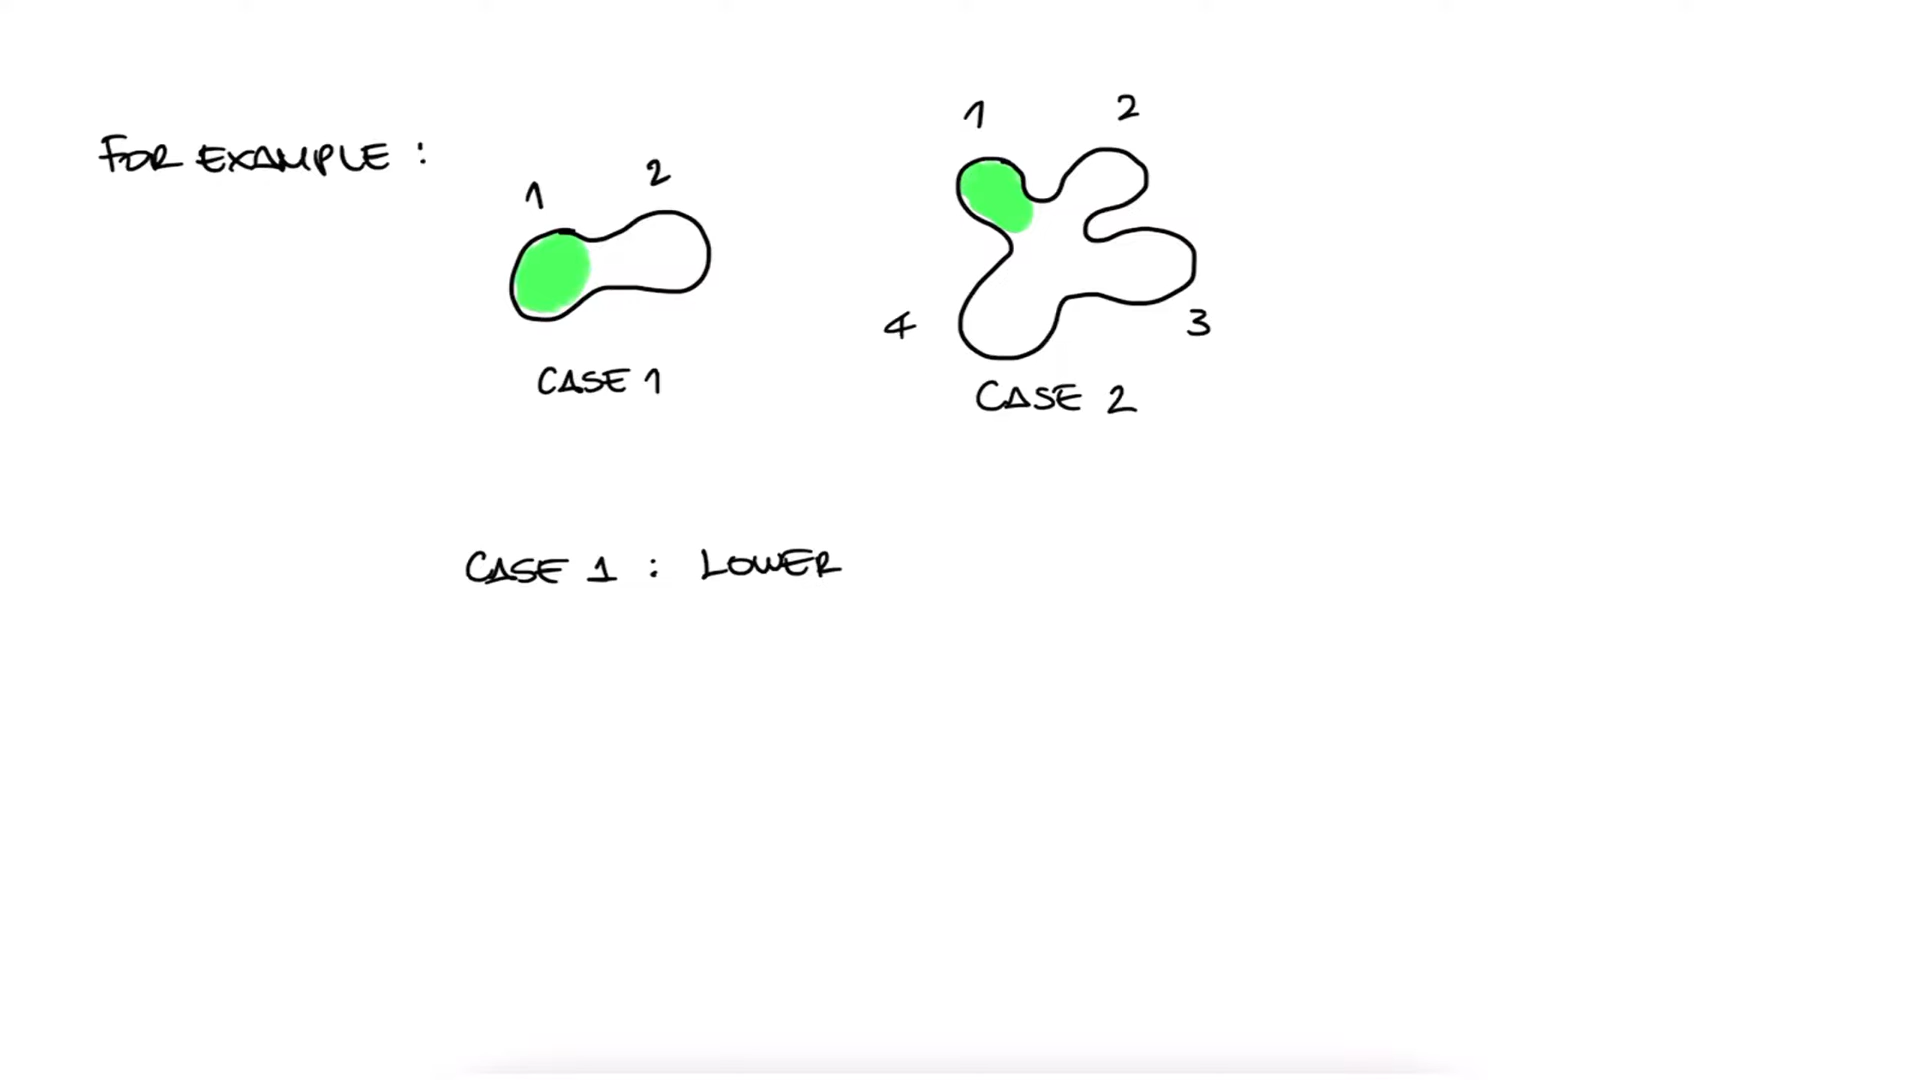 FOR EXAMPLE :
1 2
1 2
4 3
CASE 1
CASE 2
CASE 1 : LOWER